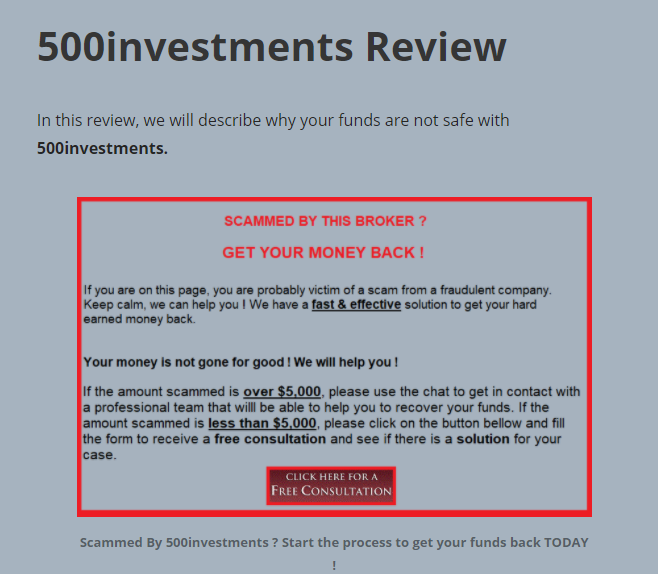 500investments Review
In this review, we will describe why your funds are not safe with
500investments.
SCAMMED BY THIS BROKER ?
GET YOUR MONEY BACK !
If you are on this page, you are probably victim of a scam from a fraudulent company.
Keep calm, we can help you ! We have a fast & effective solution to get your hard
earned money back.
Your money is not gone for good ! We will help you !
If the amount scammed is over $5,000, please use the chat to get in contact with
a professional team that willl be able to help you to recover your funds. If the
amount scammed is less than $5,000, please click on the button bellow and fill
the form to receive a free consultation and see if there is a solution for your
case.
CLICK HERE FOR A
FREE CONSULTATION
Scammed By 500investments ? Start the process to get your funds back TODAY
!